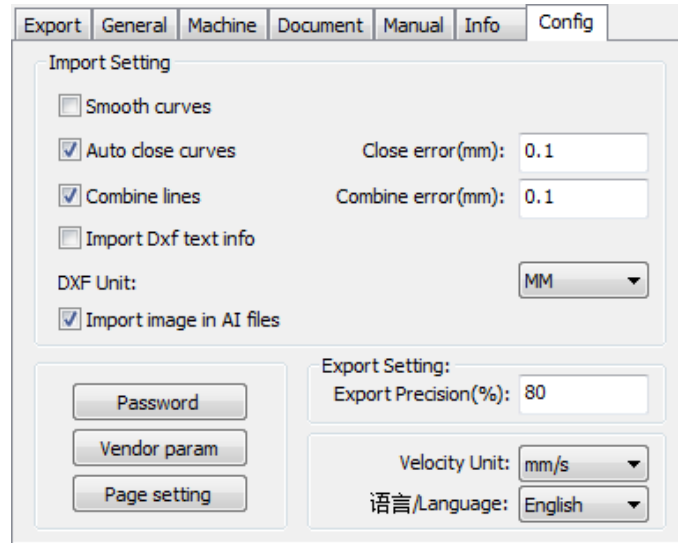 Export General Machine Document Manual Info Config
Import Setting
Smooth curves
Auto close curves Close error(mm): 0.1
Combine lines Combine error(mm): 0.1
Import Dxf text info
DXF Unit: MM
Import image in AI files
Password
Vendor param
Page setting
Export Setting:
Export Precision(%): 80
Velocity Unit: mm/s
语言/Language: English